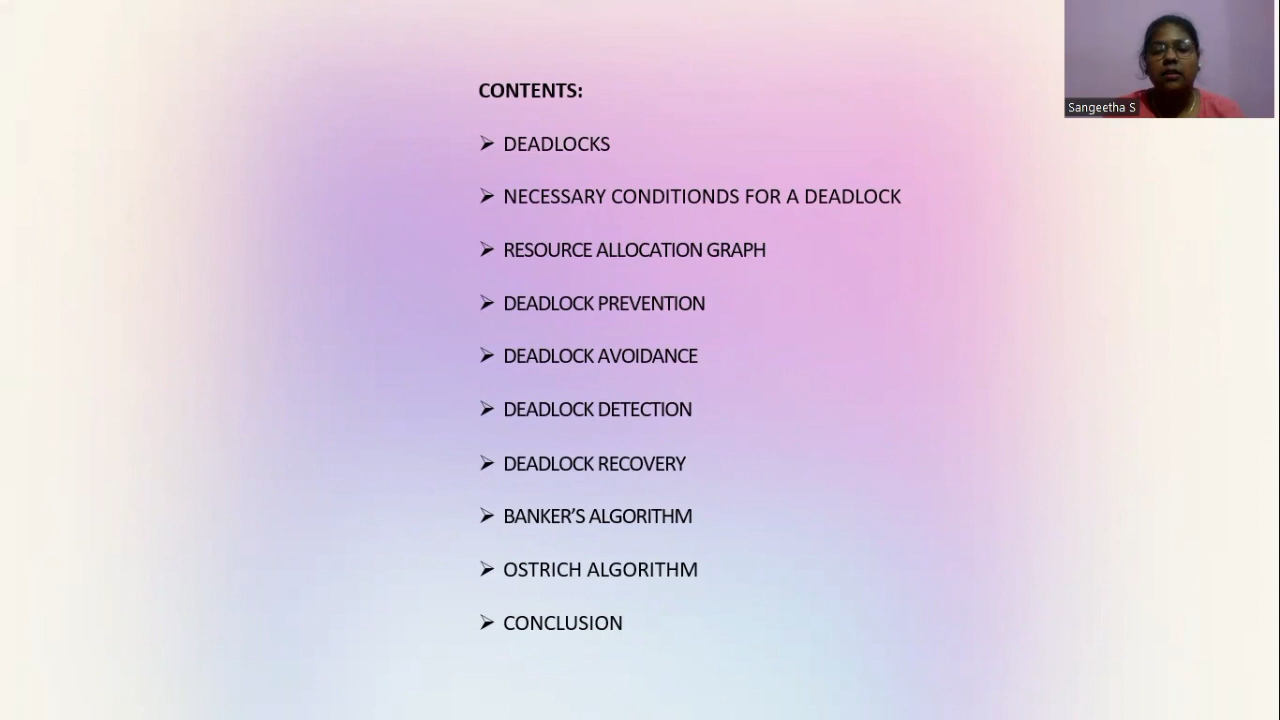 CONTENTS:
DEADLOCKS
NECESSARY CONDITIONDS FOR A DEADLOCK
RESOURCE ALLOCATION GRAPH
DEADLOCK PREVENTION
DEADLOCK AVOIDANCE
DEADLOCK DETECTION
DEADLOCK RECOVERY
BANKER’S ALGORITHM
OSTRICH ALGORITHM
CONCLUSION
Sangeetha S